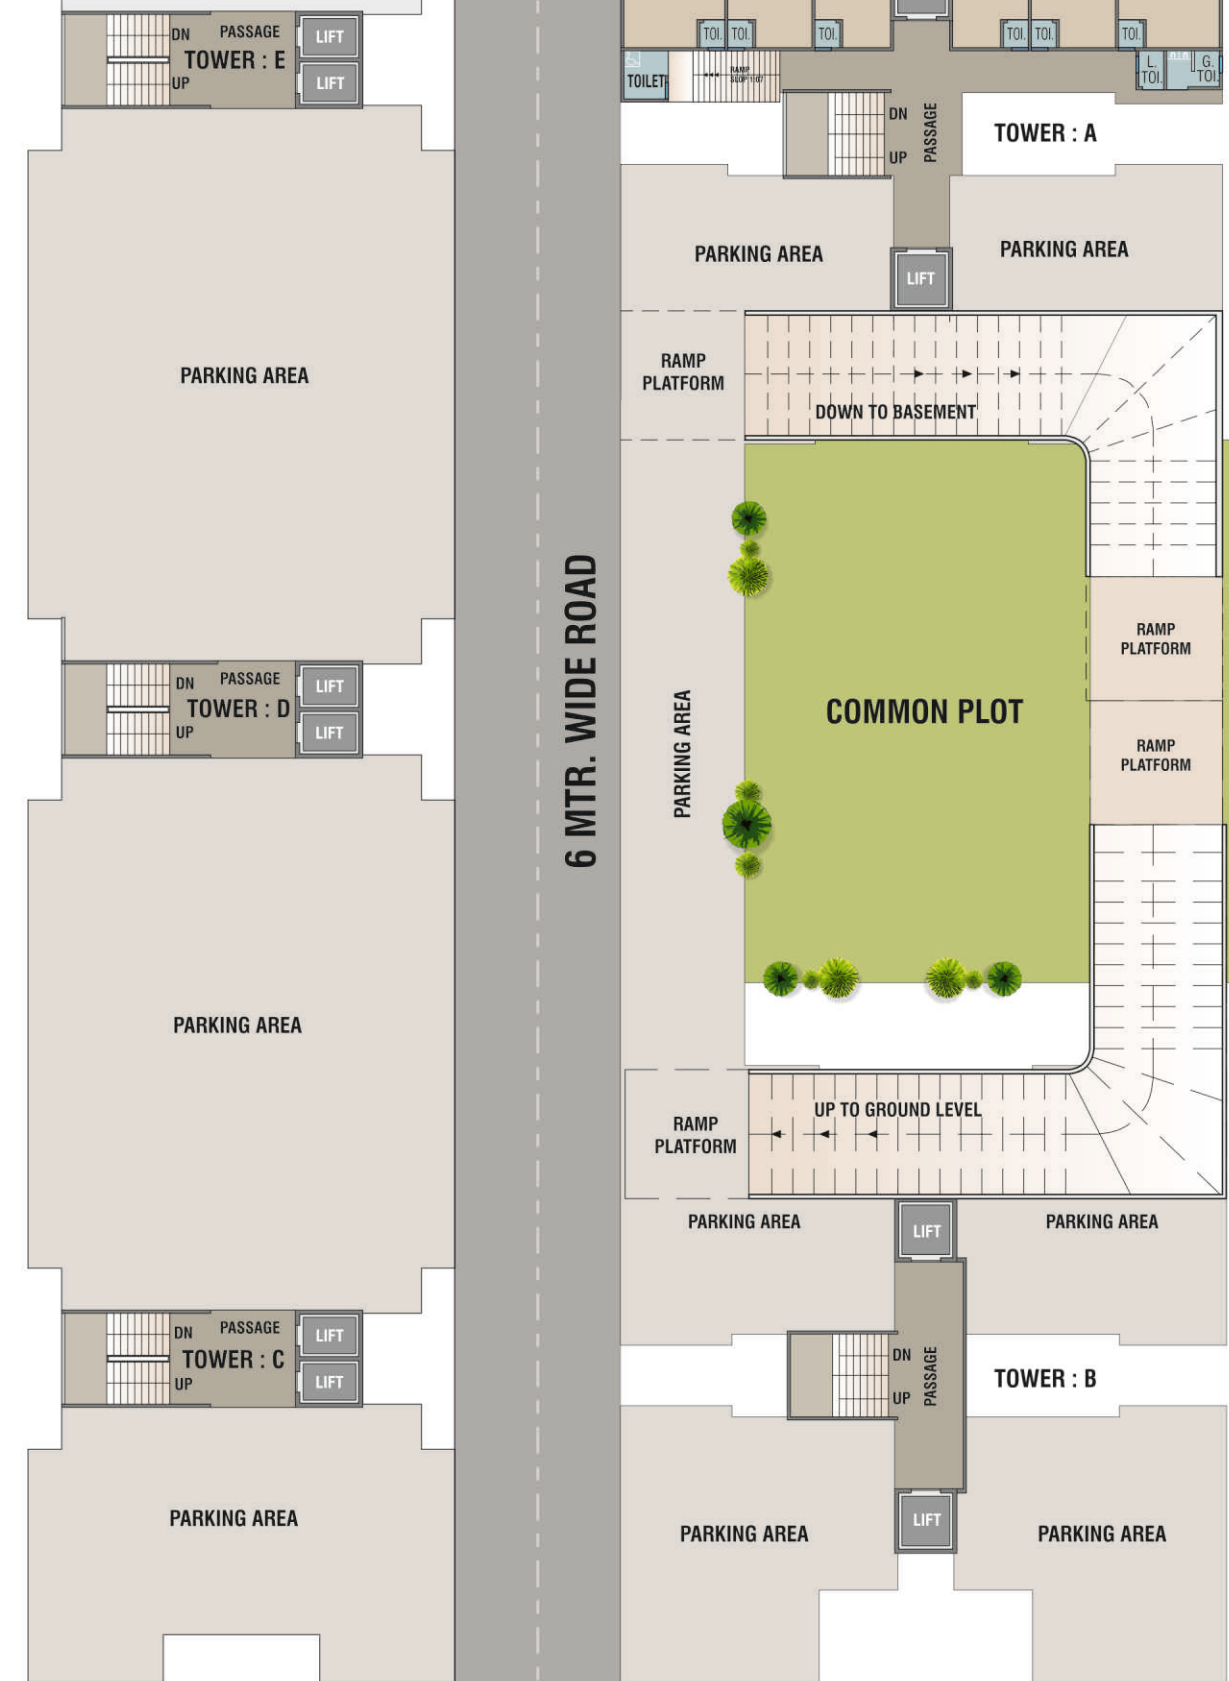 DN
PASSAGE
LIFT
TOWER : E
UP
LIFT
TOI.
TOI.
TOI.
TOI.
TOI.
TOI.
TOILET
RAMP
SLOP 1:07
L.
TOI.
G.
TOI.
DN
PASSAGE
UP
TOWER : A
PARKING AREA
PARKING AREA
LIFT
RAMP
PLATFORM
DOWN TO BASEMENT
PARKING AREA
6 MTR. WIDE ROAD
RAMP
PLATFORM
DN
PASSAGE
LIFT
TOWER : D
UP
LIFT
PARKING AREA
COMMON PLOT
RAMP
PLATFORM
PARKING AREA
UP TO GROUND LEVEL
RAMP
PLATFORM
PARKING AREA
LIFT
PARKING AREA
DN
PASSAGE
LIFT
TOWER : C
UP
LIFT
DN
PASSAGE
UP
TOWER : B
PARKING AREA
PARKING AREA
LIFT
PARKING AREA